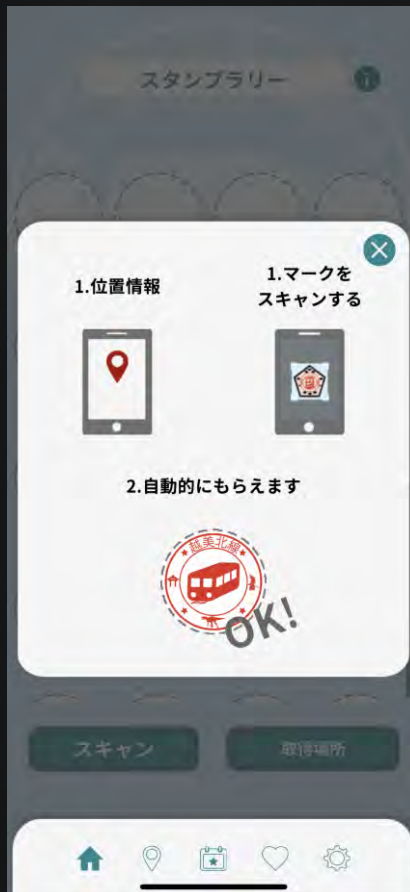 スタンプラリー
1.位置情報
1.マークを
スキャンする
2.自動的にもらえます
越美北線
OK!
スキャン
取得場所